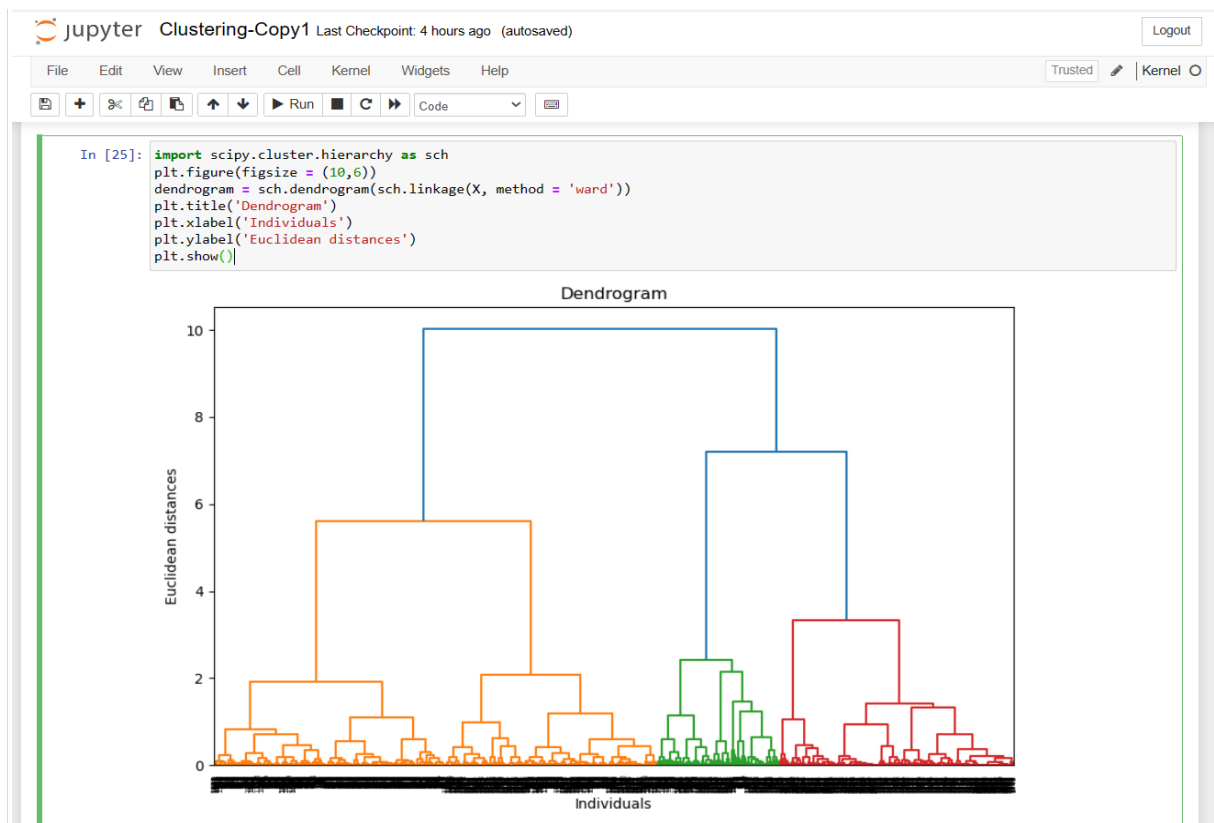 jupyter Clustering-Copy1 Last Checkpoint: 4 hours ago (autosaved)
Logout
File Edit View Insert Cell Kernel Widgets Help
Trusted Kernel
Run Code
In [25]: import scipy.cluster.hierarchy as sch
plt.figure(figsize = (10,6))
dendrogram = sch.dendrogram(sch.linkage(X, method = 'ward'))
plt.title('Dendrogram')
plt.xlabel('Individuals')
plt.ylabel('Euclidean distances')
plt.show()
Dendrogram
10
8
6
4
2
0
Euclidean distances
Individuals